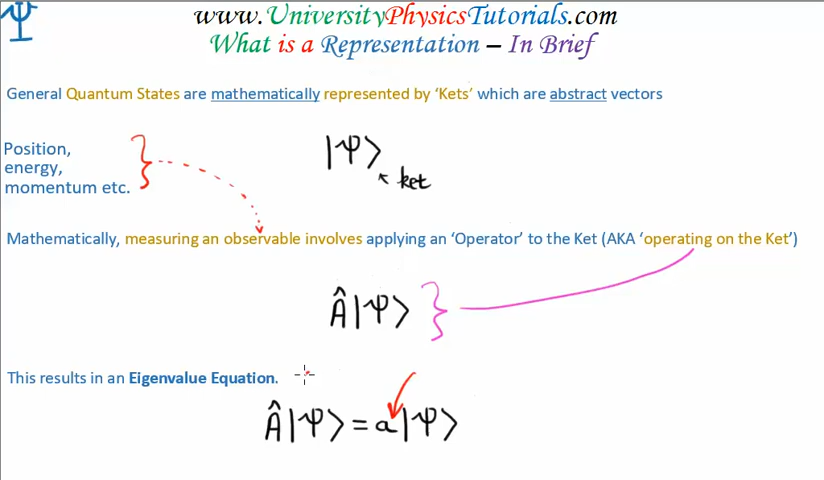 Ψ
www.UniversityPhysicsTutorials.com
What is a Representation – In Brief
General Quantum States are mathematically represented by ‘Kets’ which are abstract vectors
Position,
energy,
momentum etc.
|Ψ⟩
ket
Mathematically, measuring an observable involves applying an ‘Operator’ to the Ket (AKA ‘operating on the Ket’)
Â|Ψ⟩
This results in an Eigenvalue Equation.
Â|Ψ⟩ = a|Ψ⟩